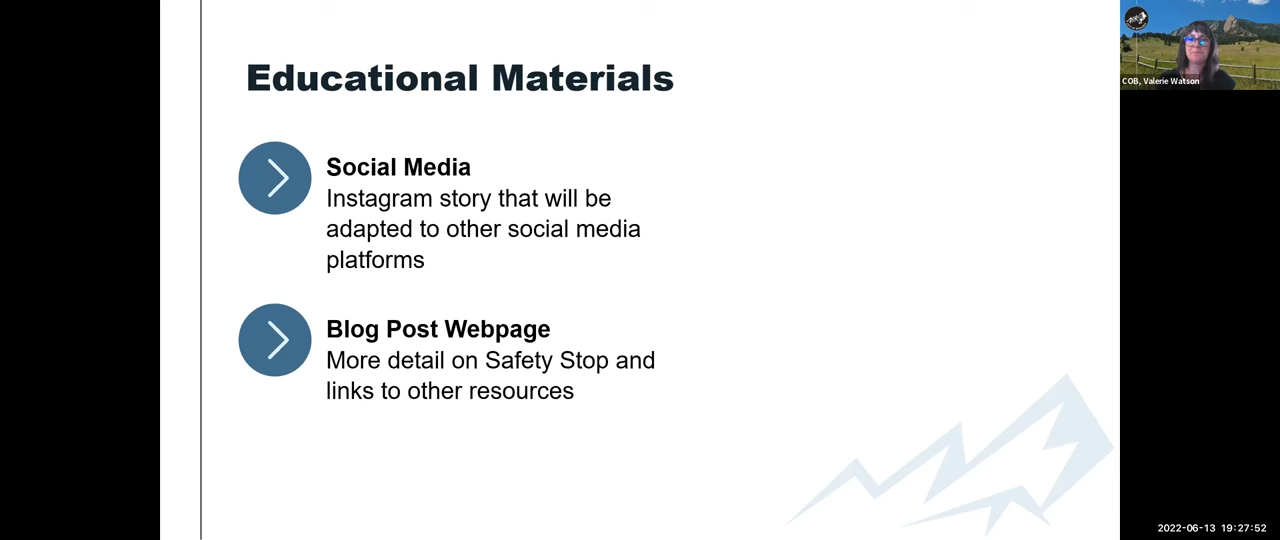 Educational Materials
Social Media
Instagram story that will be
adapted to other social media
platforms
Blog Post Webpage
More detail on Safety Stop and
links to other resources
COB, Valerie Watson
2022-06-13 19:27:52